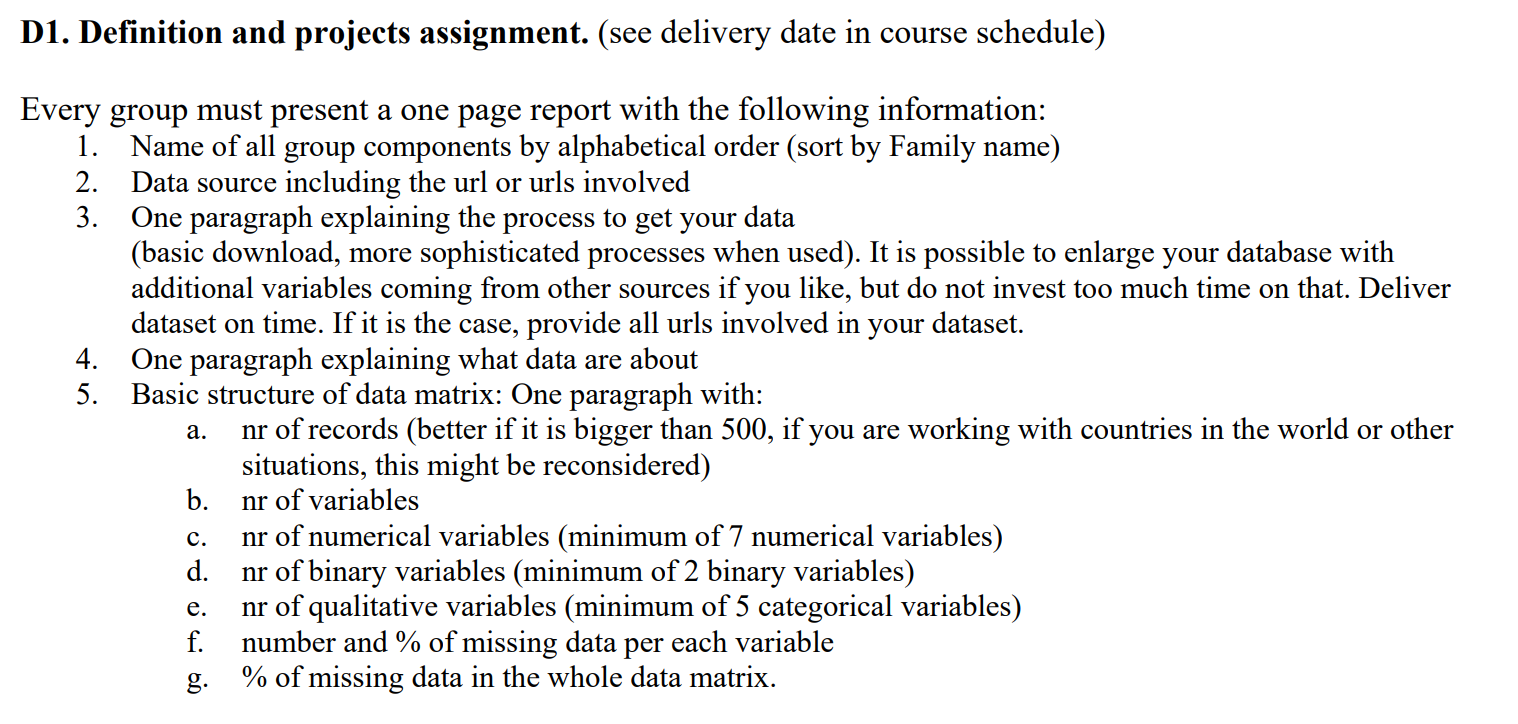 D1. Definition and projects assignment. (see delivery date in course schedule)
Every group must present a one page report with the following information:
1. Name of all group components by alphabetical order (sort by Family name)
2. Data source including the url or urls involved
3. One paragraph explaining the process to get your data
(basic download, more sophisticated processes when used). It is possible to enlarge your database with
additional variables coming from other sources if you like, but do not invest too much time on that. Deliver
dataset on time. If it is the case, provide all urls involved in your dataset.
4. One paragraph explaining what data are about
5. Basic structure of data matrix: One paragraph with:
a. nr of records (better if it is bigger than 500, if you are working with countries in the world or other
situations, this might be reconsidered)
b. nr of variables
c. nr of numerical variables (minimum of 7 numerical variables)
d. nr of binary variables (minimum of 2 binary variables)
e. nr of qualitative variables (minimum of 5 categorical variables)
f. number and % of missing data per each variable
g. % of missing data in the whole data matrix.